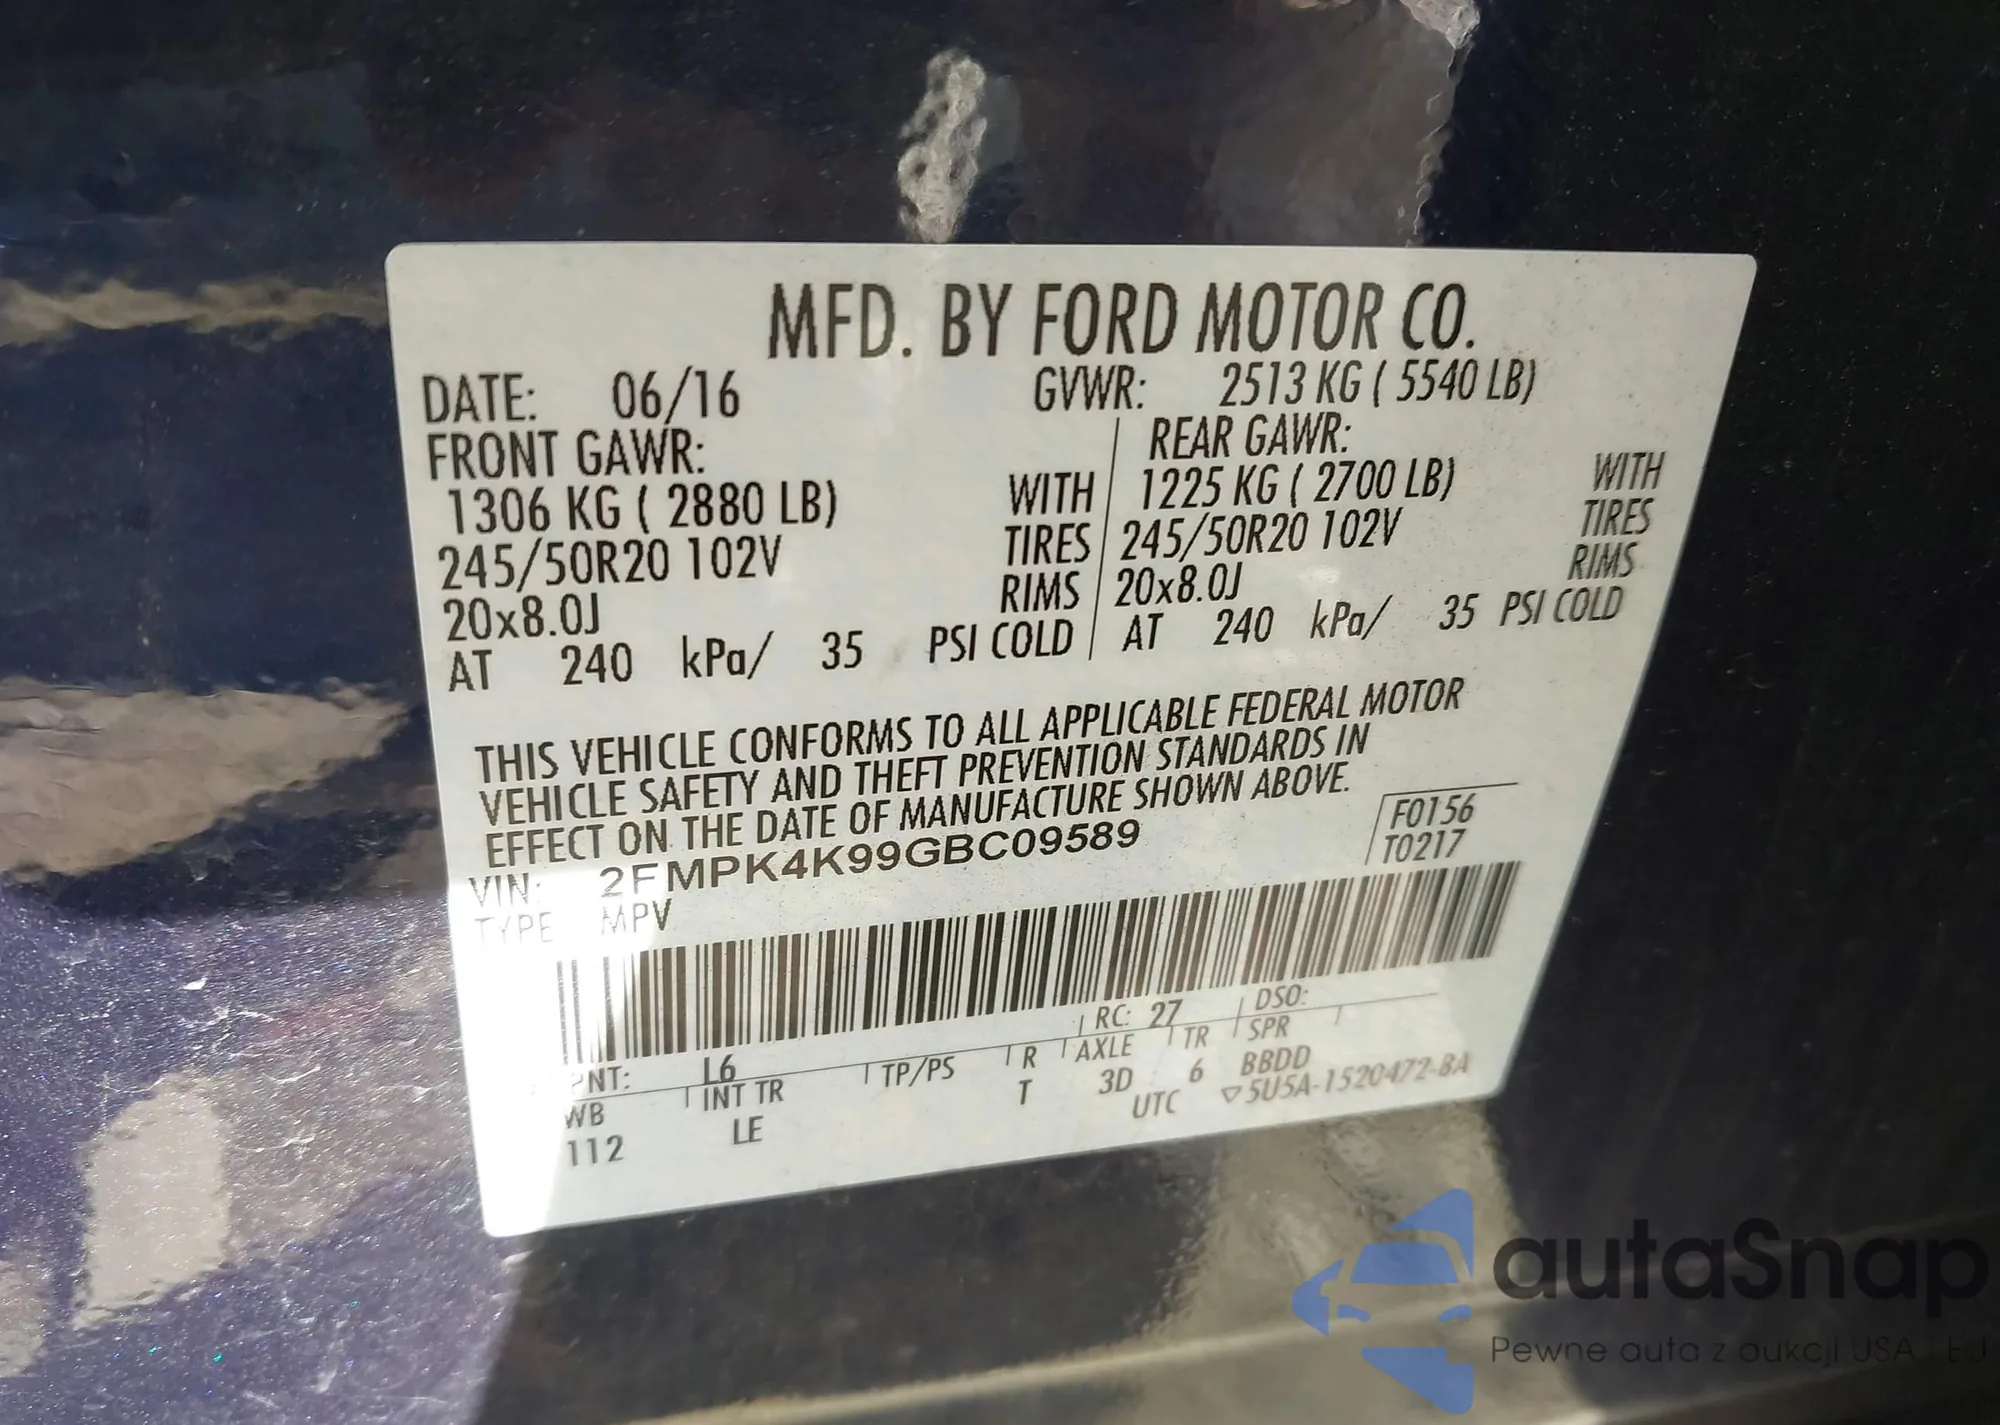 MFD. BY FORD MOTOR CO.
DATE: 06/16 GVWR: 2513 KG ( 5540 LB)
FRONT GAWR: REAR GAWR:
1306 KG ( 2880 LB) WITH 1225 KG ( 2700 LB) WITH
245/50R20 102V TIRES 245/50R20 102V TIRES
20x8.0J RIMS 20x8.0J RIMS
AT 240 kPa/ 35 PSI COLD AT 240 kPa/ 35 PSI COLD
THIS VEHICLE CONFORMS TO ALL APPLICABLE FEDERAL MOTOR
VEHICLE SAFETY AND THEFT PREVENTION STANDARDS IN
EFFECT ON THE DATE OF MANUFACTURE SHOWN ABOVE.
F0156
VIN: 2FMPK4K99GBC09589 T0217
TYPE MPV
RC: 27 DSO:
PNT: L6
WB INT TR TP/PS R AXLE TR SPR
112 LE T 3D 6 BBDD
UTC ▽5U5A-1520472-BA
autaSnap
Pewne auta z aukcji USA i EU